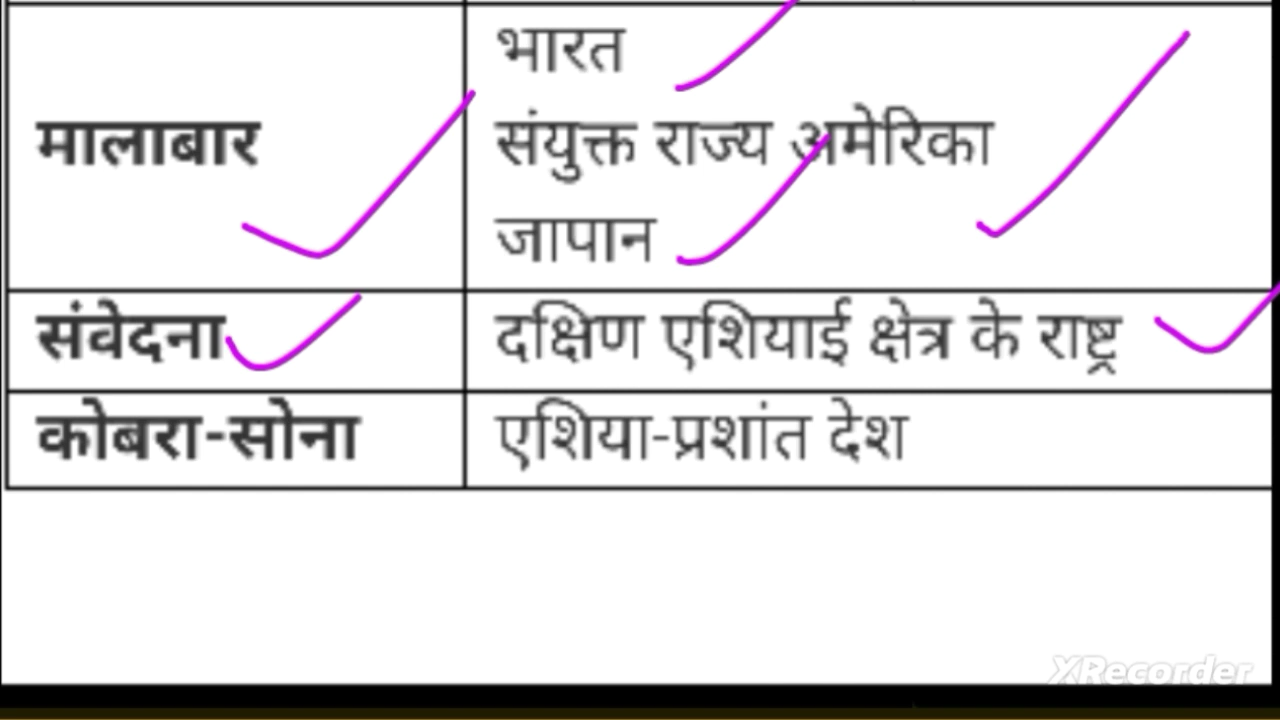 भारत
मालाबार
संयुक्त राज्य अमेरिका
जापान
संवेदना
दक्षिण एशियाई क्षेत्र के राष्ट्र
कोबरा-सोना
एशिया-प्रशांत देश
XRecorder